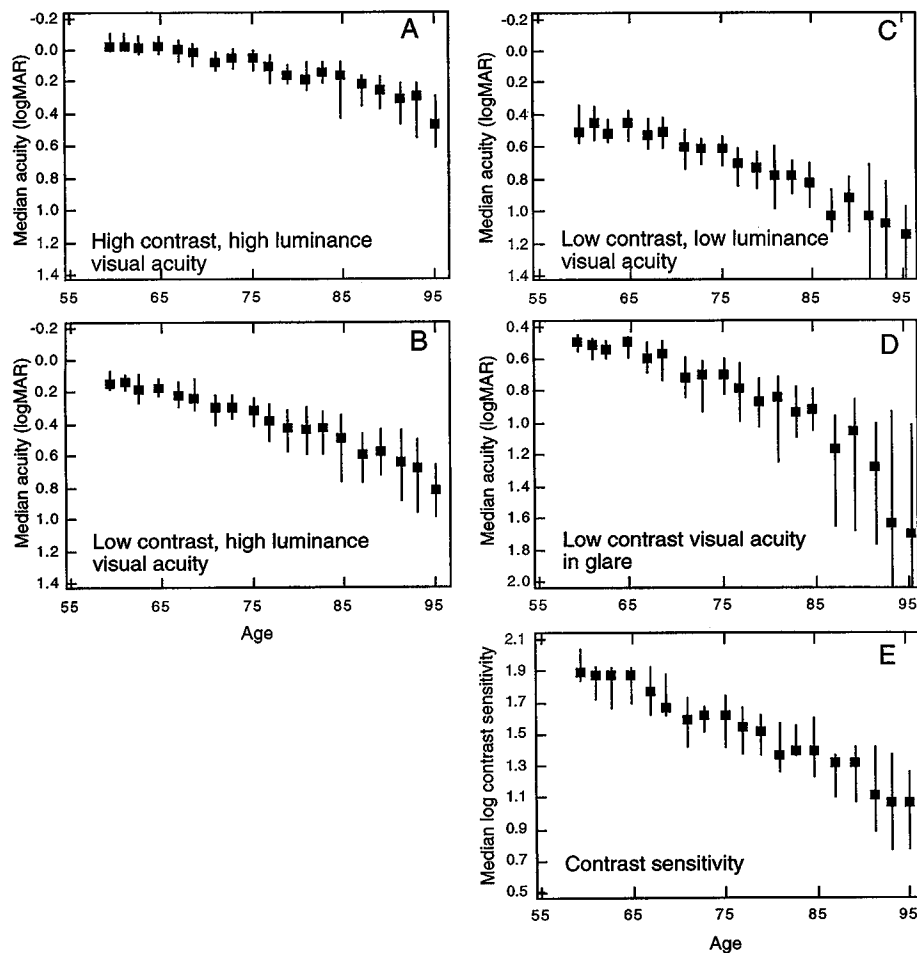 A
-0.2
0.0
0.2
0.4
0.6
0.8
1.0
1.2
1.4
Median acuity (logMAR)
High contrast, high luminance
visual acuity
55 65 75 85 95
B
-0.2
0.0
0.2
0.4
0.6
0.8
1.0
1.2
1.4
Median acuity (logMAR)
Low contrast, high luminance
visual acuity
55 65 75 85 95
Age
C
-0.2
0.0
0.2
0.4
0.6
0.8
1.0
1.2
1.4
Median acuity (logMAR)
Low contrast, low luminance
visual acuity
55 65 75 85 95
D
0.4
0.6
0.8
1.0
1.2
1.4
1.6
1.8
2.0
Median acuity (logMAR)
Low contrast visual acuity
in glare
55 65 75 85 95
E
2.1
1.9
1.7
1.5
1.3
1.1
0.9
0.7
0.5
Median log contrast sensitivity
Contrast sensitivity
55 65 75 85 95
Age